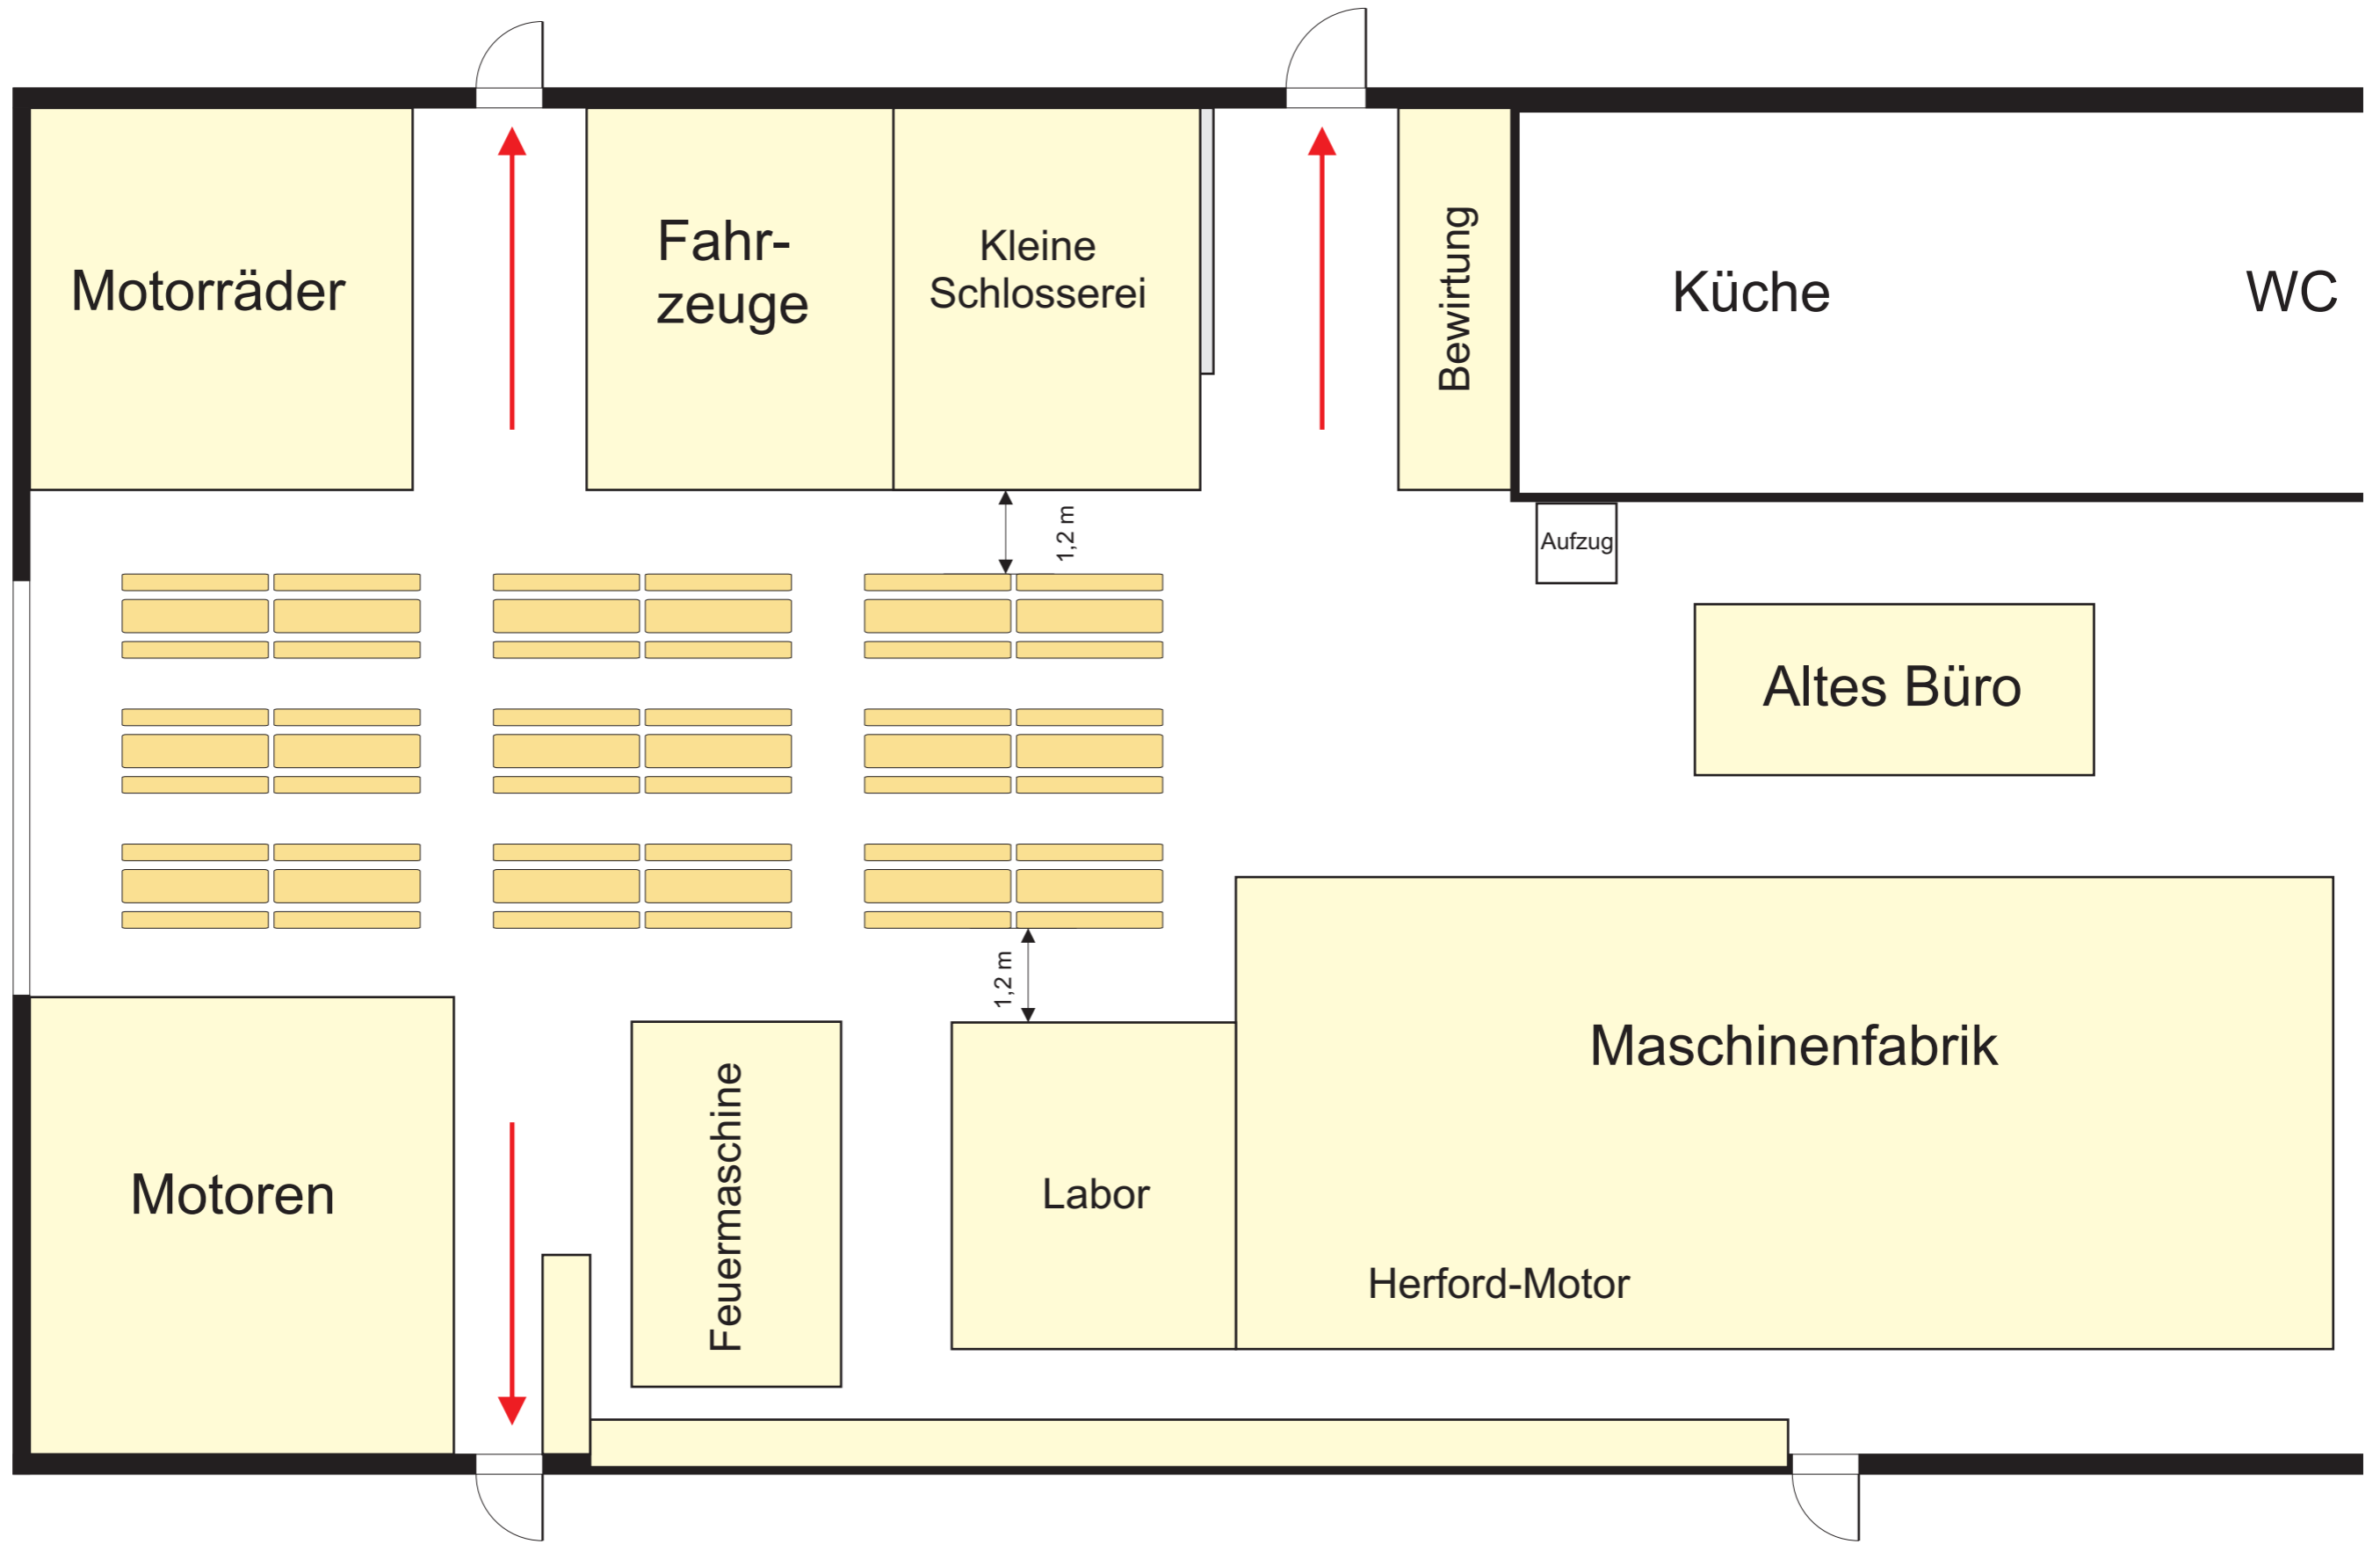 Motorräder
Fahr-
zeuge
Kleine
Schlosserei
Bewirtung
Küche
WC
1,2 m
Aufzug
Altes Büro
1,2 m
Maschinenfabrik
Motoren
Feuermaschine
Labor
Herford-Motor